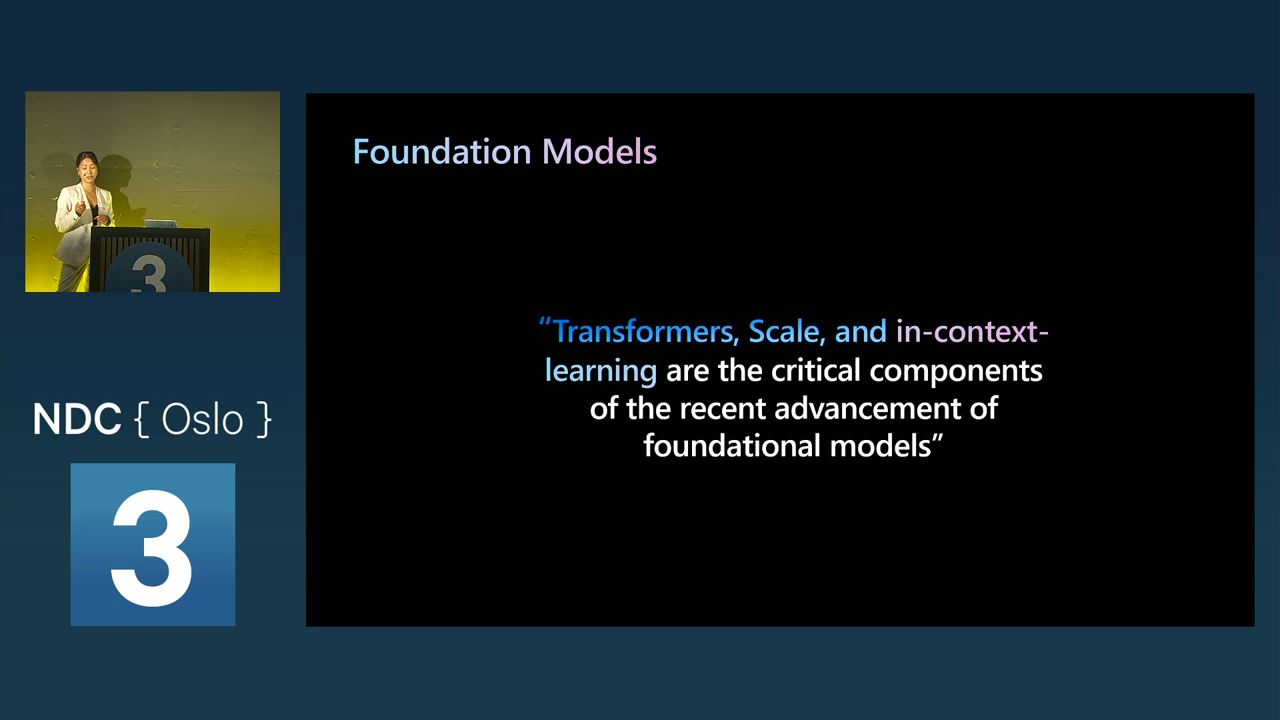 Foundation Models
“Transformers, Scale, and in-context-
learning are the critical components
of the recent advancement of
foundational models”
3
NDC { Oslo }
3